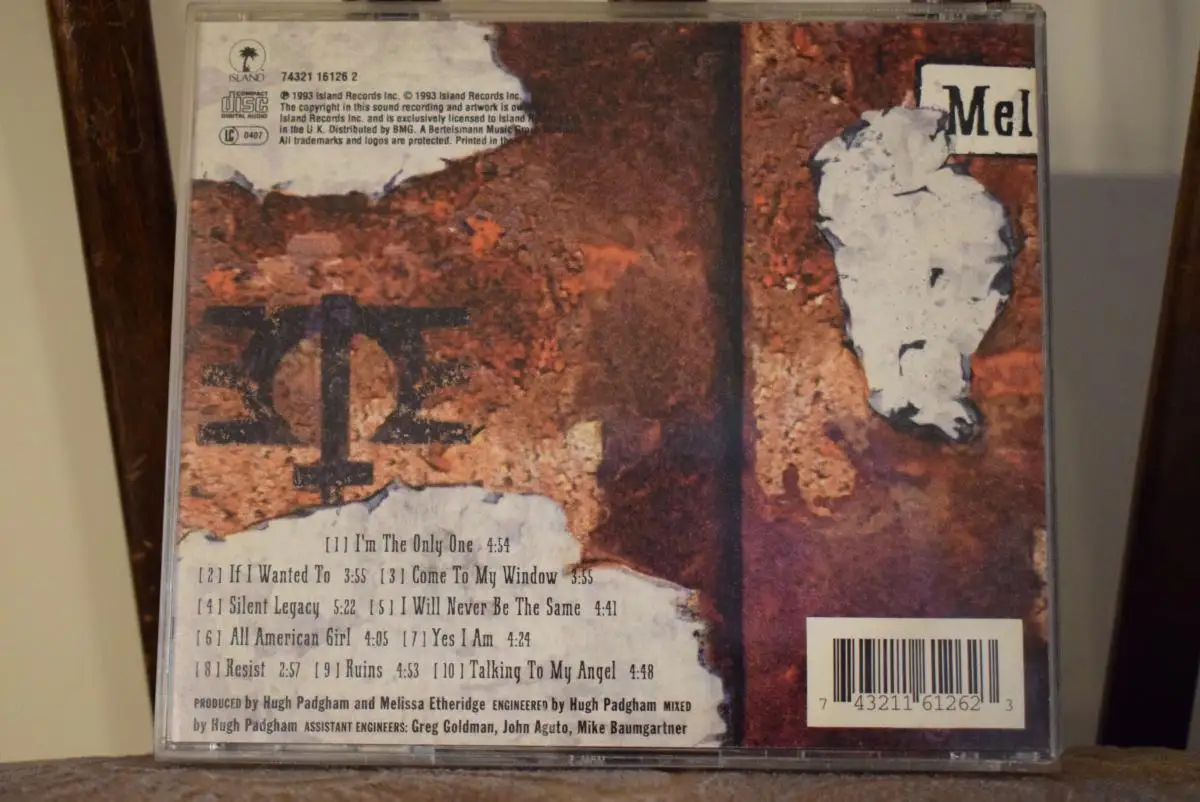 ISLAND
74321 16126 2
COMPACT
disc
DIGITAL AUDIO
LC 0407
℗ 1993 Island Records Inc. © 1993 Island Records Inc.
The copyright in this sound recording and artwork is
Island Records Inc. and is exclusively licensed to Island
in the U K. Distributed by BMG. A Bertelsmann Music Group
All trademarks and logos are protected. Printed in the
Mel
[1] I'm The Only One 4:54
[2] If I Wanted To 3:55 [3] Come To My Window 3:55
[4] Silent Legacy 5:22 [5] I Will Never Be The Same 4:41
[6] All American Girl 4:05 [7] Yes I Am 4:24
[8] Resist 2:57 [9] Ruins 4:53 [10] Talking To My Angel 4:48
PRODUCED by Hugh Padgham and Melissa Etheridge ENGINEERED by Hugh Padgham MIXED
by Hugh Padgham ASSISTANT ENGINEERS: Greg Goldman, John Aguto, Mike Baumgartner
7 43211 61262 3